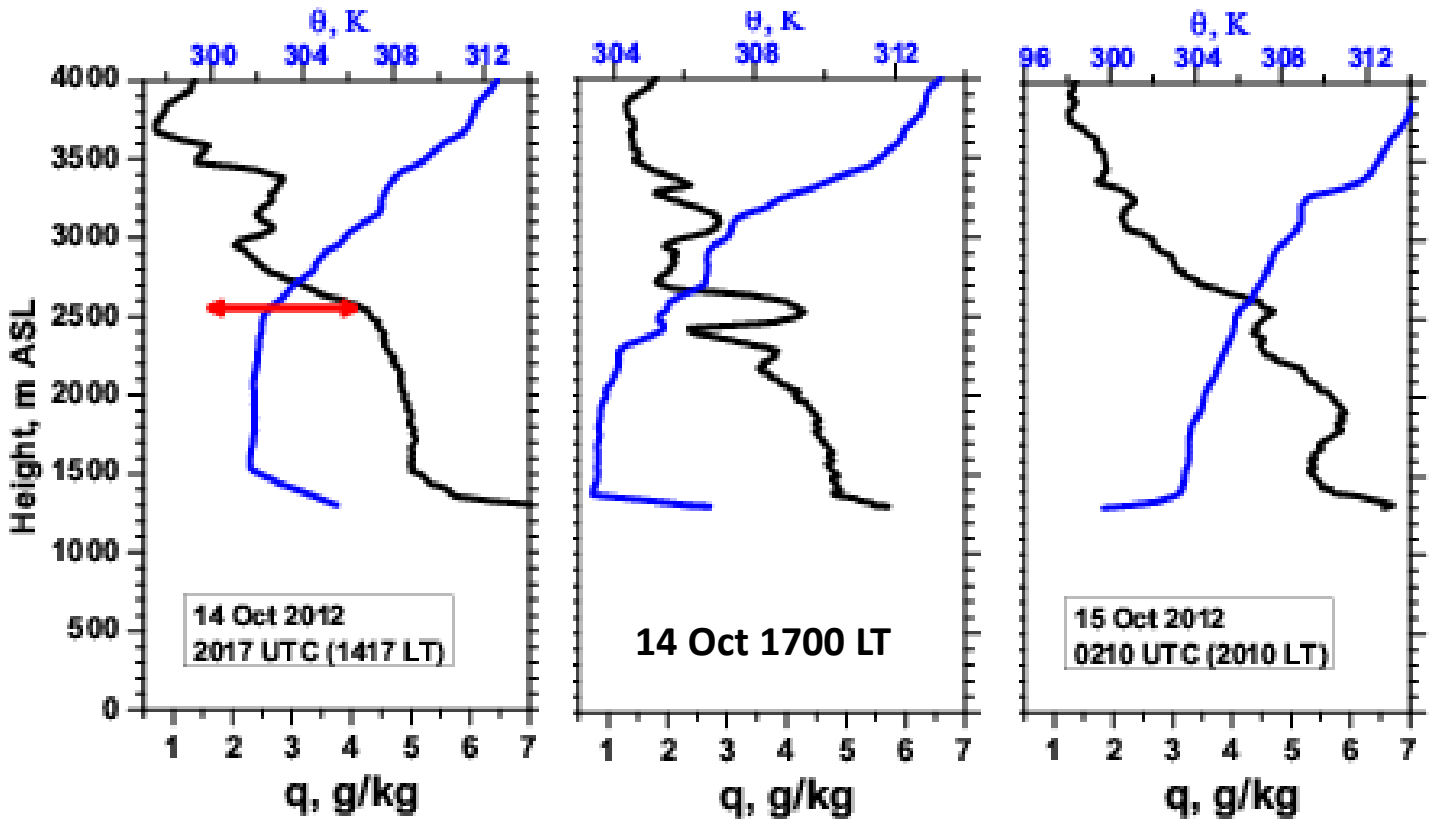 θ, K θ, K θ, K
300 304 308 312 304 308 312 96 300 304 308 312
4000
3500
3000
2500
2000
1500
1000
500
0
Height, m ASL
14 Oct 2012
2017 UTC (1417 LT)
14 Oct 1700 LT
15 Oct 2012
0210 UTC (2010 LT)
1 2 3 4 5 6 7 1 2 3 4 5 6 7 1 2 3 4 5 6 7
q, g/kg q, g/kg q, g/kg